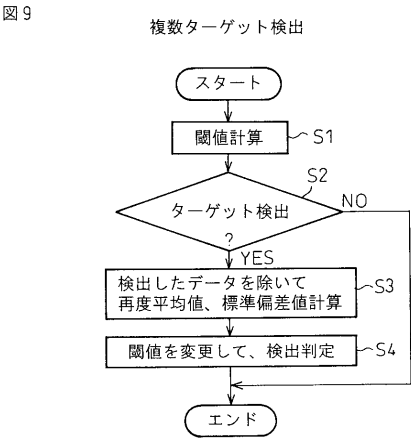 図9
複数ターゲット検出
スタート
閾値計算
S1
S2
ターゲット検出
?
NO
YES
検出したデータを除いて
再度平均値、標準偏差値計算
S3
閾値を変更して、検出判定
S4
エンド